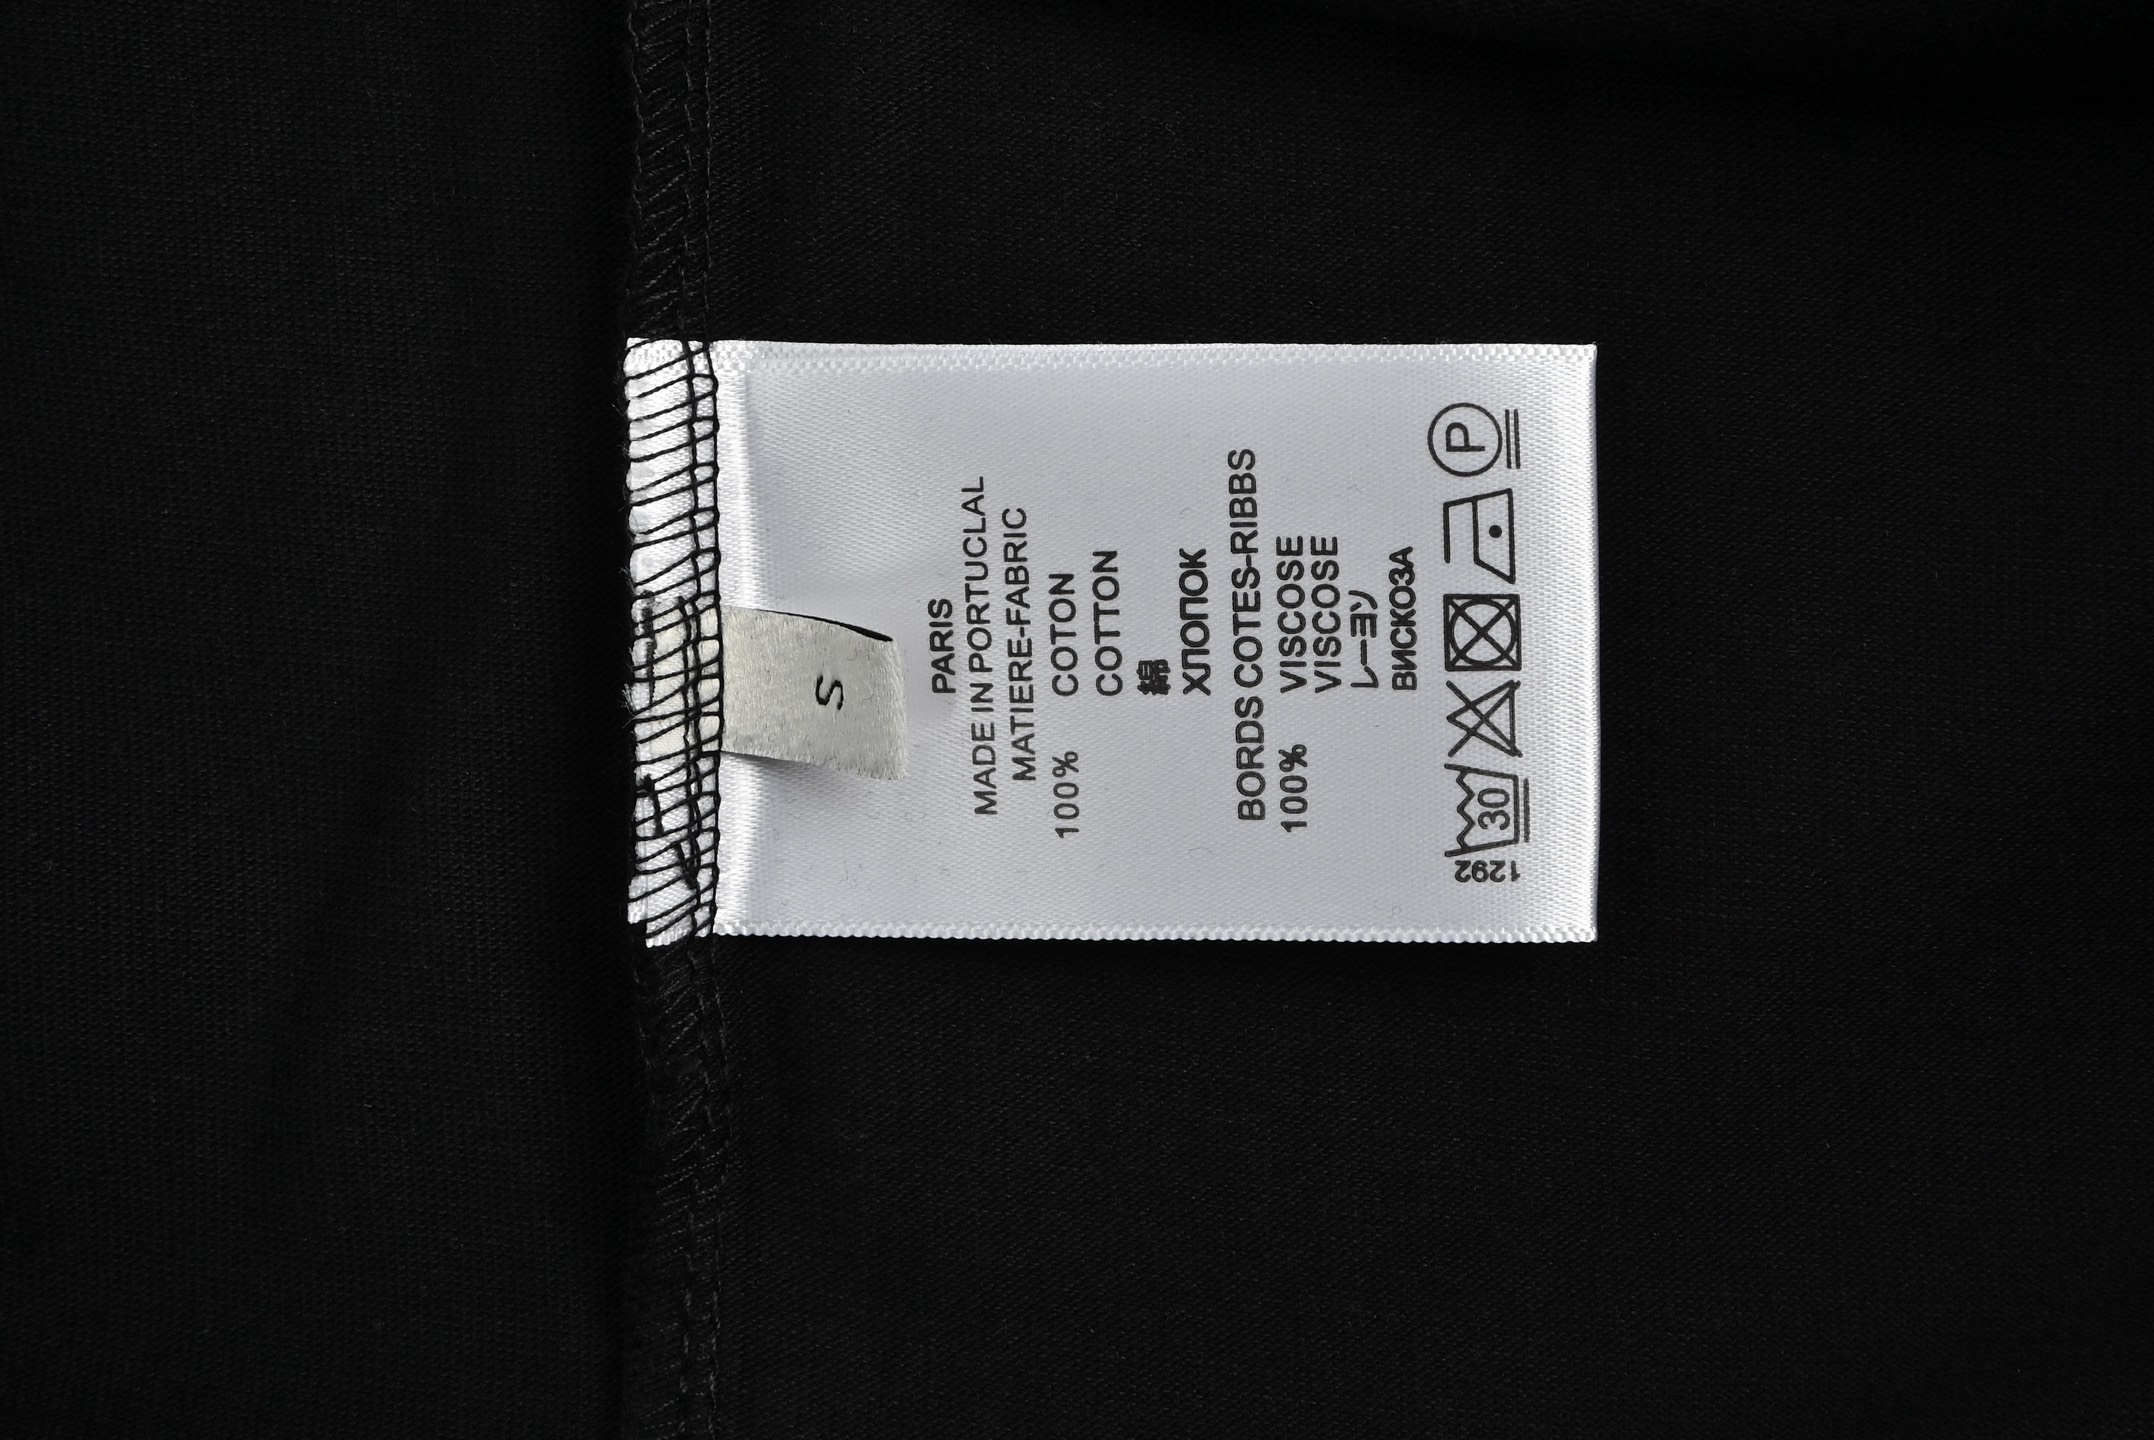 S
PARIS
MADE IN PORTUCLAL
MATIERE-FABRIC
100% COTON
COTTON
綿
ХЛОПОК
BORDS COTES-RIBBS
100% VISCOSE
VISCOSE
レーヨン
ВИСКОЗА
30 P
1292